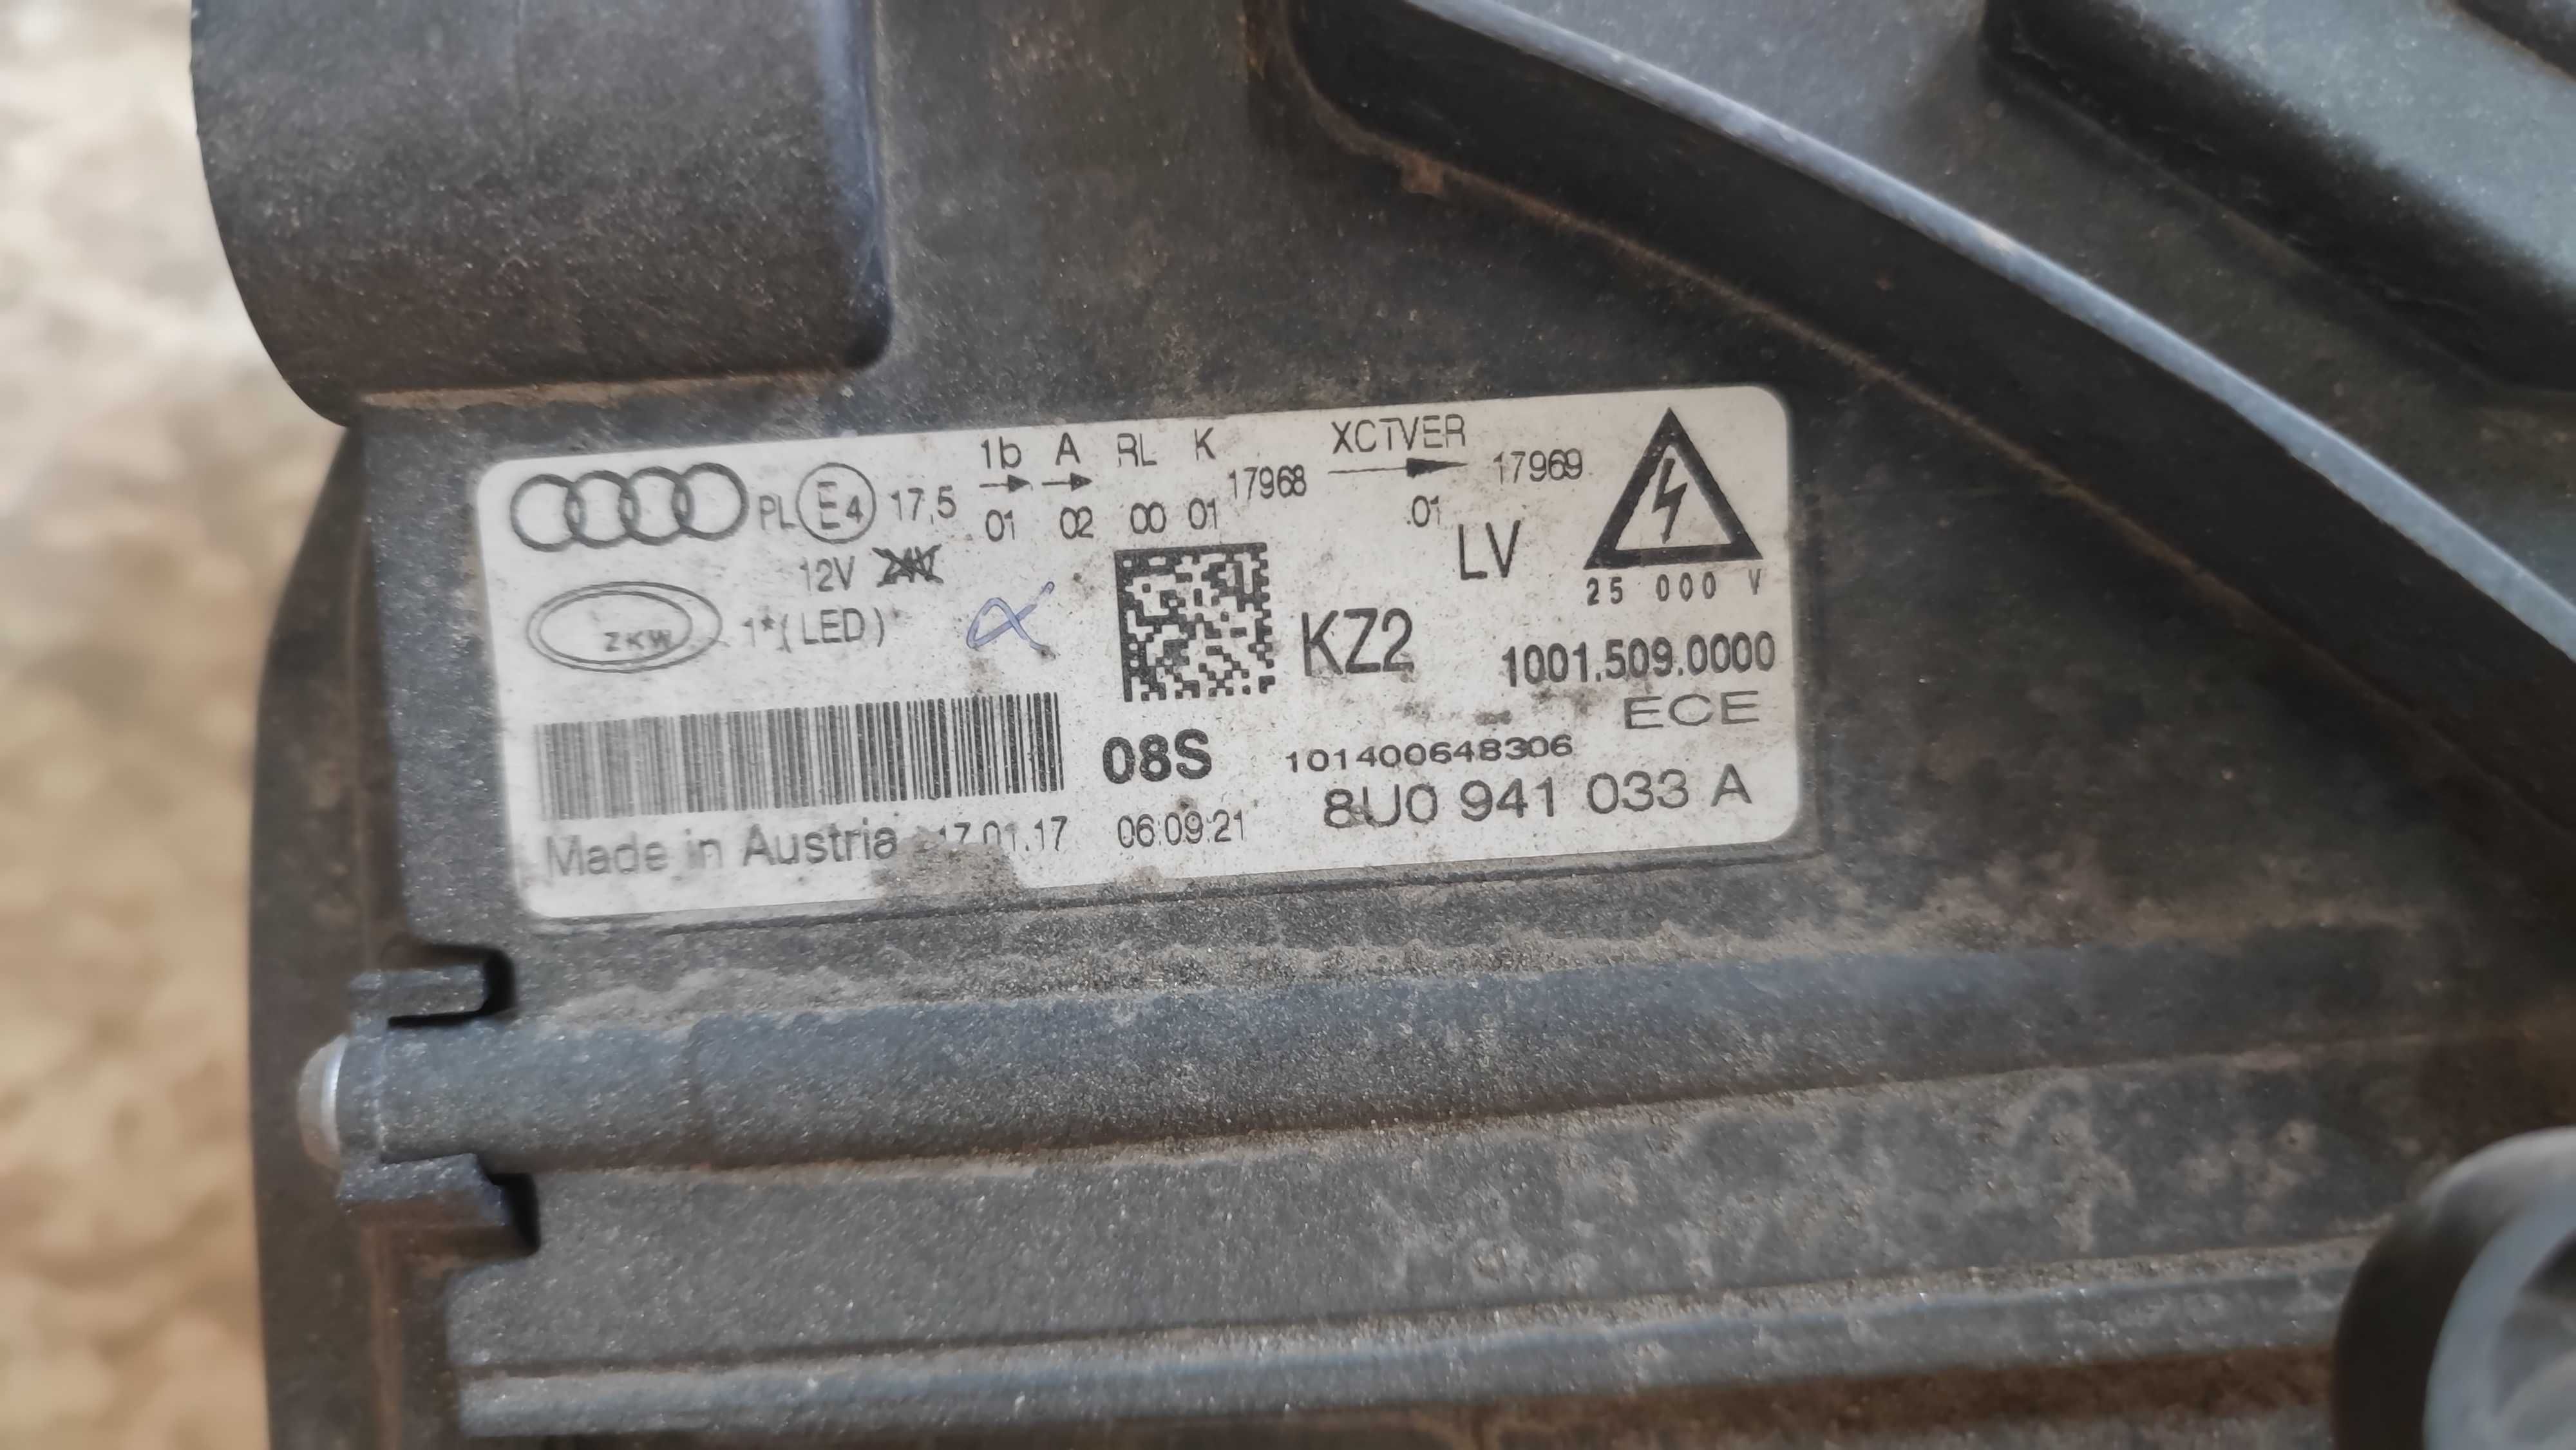 1b A RL K XCTVER
PL E4 17,5 17968 17969
01 02 00 01 01
12V LV
25 000 V
ZKW 1*(LED)* KZ2 1001.509.0000
ECE
08S 101400648306
8U0 941 033 A
Made in Austria 17.01.17 06:09:21